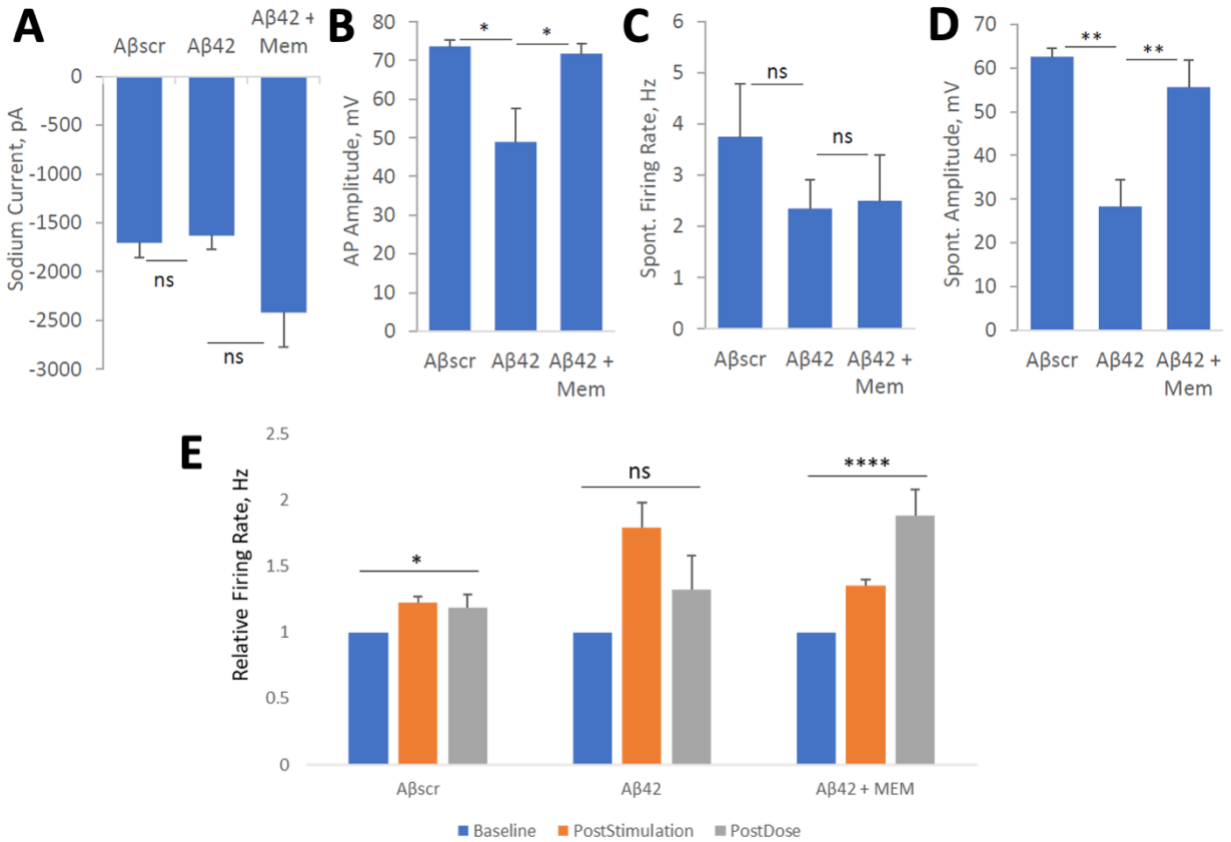 A
Aβscr
Aβ42
Aβ42 +
Mem
0
-500
-1000
-1500
-2000
-2500
-3000
Sodium Current, pA
ns
ns
B
80
70
60
50
40
30
20
10
0
AP Amplitude, mV
*
*
Aβscr
Aβ42
Aβ42 +
Mem
C
6
5
4
3
2
1
0
Spont. Firing Rate, Hz
ns
ns
Aβscr
Aβ42
Aβ42 +
Mem
D
70
60
50
40
30
20
10
0
Spont. Amplitude, mV
**
**
Aβscr
Aβ42
Aβ42 +
Mem
E
2.5
2
1.5
1
0.5
0
Relative Firing Rate, Hz
*
ns
****
Aβscr
Aβ42
Aβ42 + MEM
Baseline
PostStimulation
PostDose